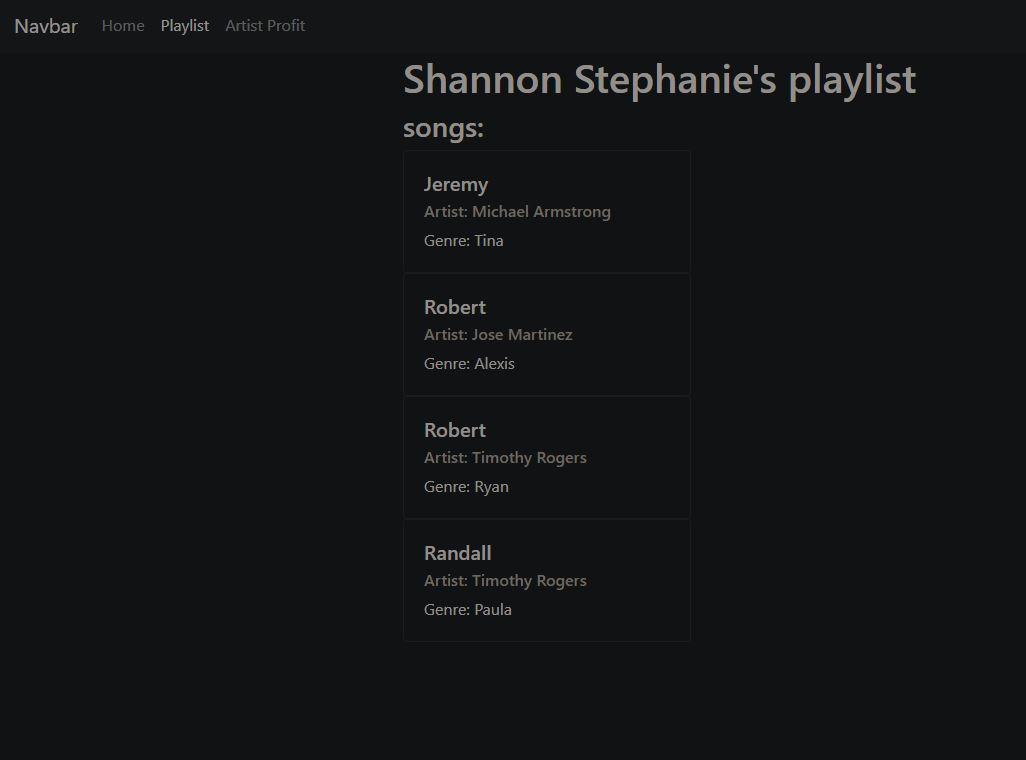 Navbar Home Playlist Artist Profit
Shannon Stephanie's playlist
songs:
Jeremy
Artist: Michael Armstrong
Genre: Tina
Robert
Artist: Jose Martinez
Genre: Alexis
Robert
Artist: Timothy Rogers
Genre: Ryan
Randall
Artist: Timothy Rogers
Genre: Paula